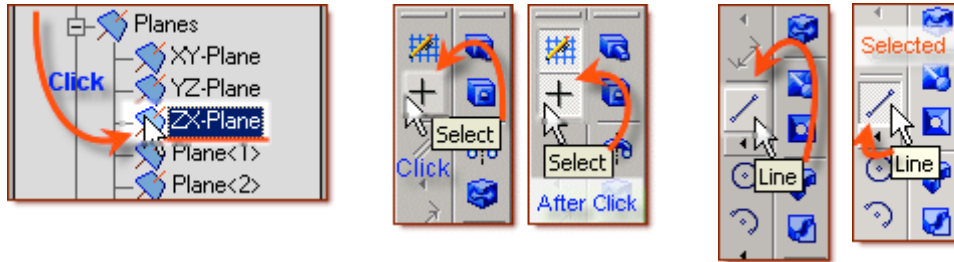 Planes
XY-Plane
Click
YZ-Plane
ZX-Plane
Plane<1>
Plane<2>
Select
Click
Select
After Click
Line
Selected
Line